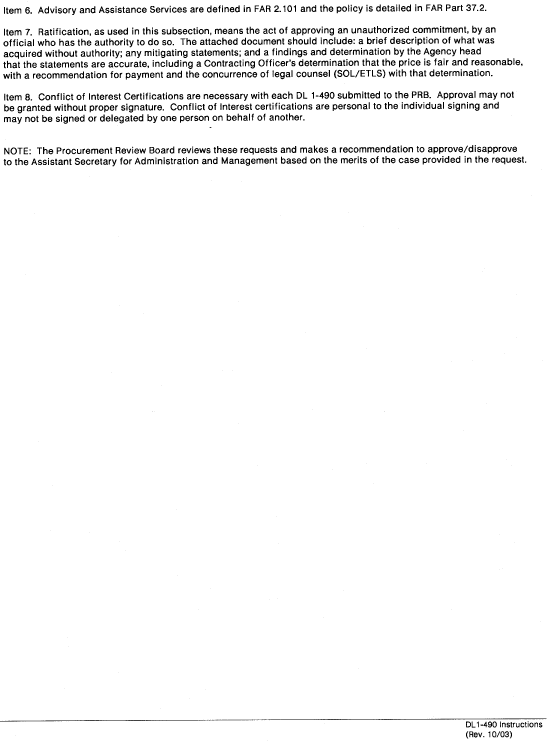 Item 6.  Advisory and Assistance Services are defined in FAR 2.101 and the policy is detailed in FAR Part 37.2.
Item 7.  Ratification, as used in this subsection, means the act of approving an unauthorized commitment, by an
official who has the authority to do so.  The attached document should include: a brief description of what was
acquired without authority; any mitigating statements; and a findings and determination by the Agency head
that the statements are accurate, including a Contracting Officer's determination that the price is fair and reasonable,
with a recommendation for payment and the concurrence of legal counsel (SOL/ETLS) with that determination.
Item 8.  Conflict of Interest Certifications are necessary with each DL 1-490 submitted to the PRB.  Approval may not
be granted without proper signature.  Conflict of Interest certifications are personal to the individual signing and
may not be signed or delegated by one person on behalf of another.
NOTE:  The Procurement Review Board reviews these requests and makes a recommendation to approve/disapprove
to the Assistant Secretary for Administration and Management based on the merits of the case provided in the request.
DL1-490 Instructions
(Rev. 10/03)